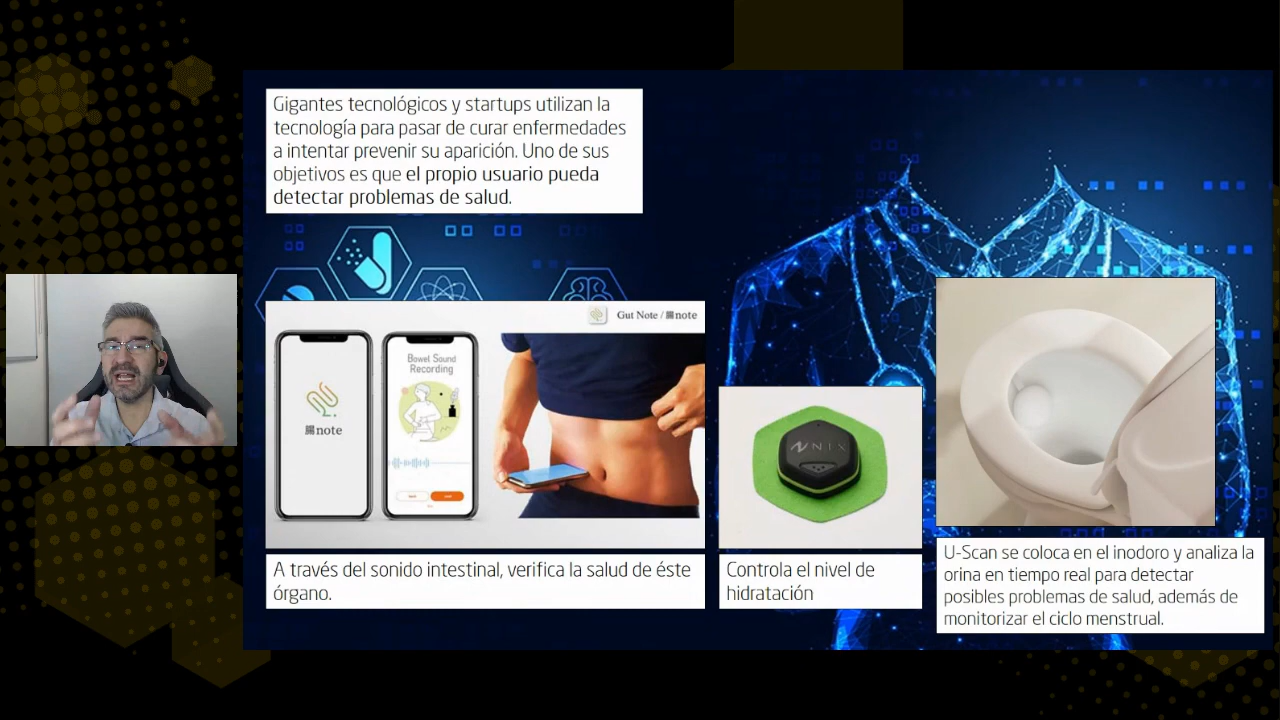 Gigantes tecnológicos y startups utilizan la
tecnología para pasar de curar enfermedades
a intentar prevenir su aparición. Uno de sus
objetivos es que el propio usuario pueda
detectar problemas de salud.
Gut Note / 腸note
腸note
Bowel Sound
Recording
NIX
A través del sonido intestinal, verifica la salud de éste
órgano.
Controla el nivel de
hidratación
U-Scan se coloca en el inodoro y analiza la
orina en tiempo real para detectar
posibles problemas de salud, además de
monitorizar el ciclo menstrual.